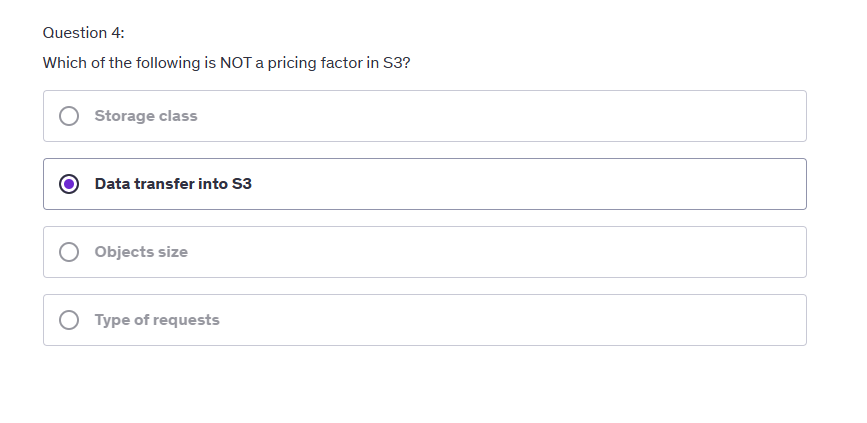 Question 4:
Which of the following is NOT a pricing factor in S3?
Storage class
Data transfer into S3
Objects size
Type of requests